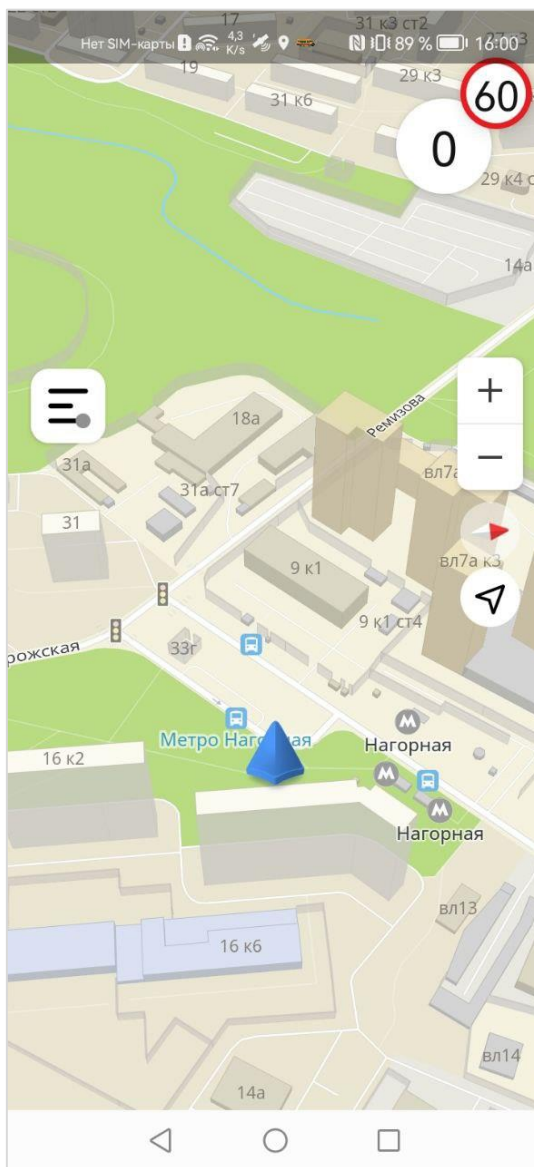 17
31 к3 ст2
Нет SIM-карты
4,3
K/s
89 %
16:00
19
29 к3
31 к6
60
0
29 к4
14а
18а
Ремизова
+
−
31а
31а ст7
вл7а
31
9 к1
вл7а к3
9 к1 ст4
рожская
33г
Метро Нагорная
Нагорная
16 к2
Нагорная
вл13
16 к6
вл14
14а